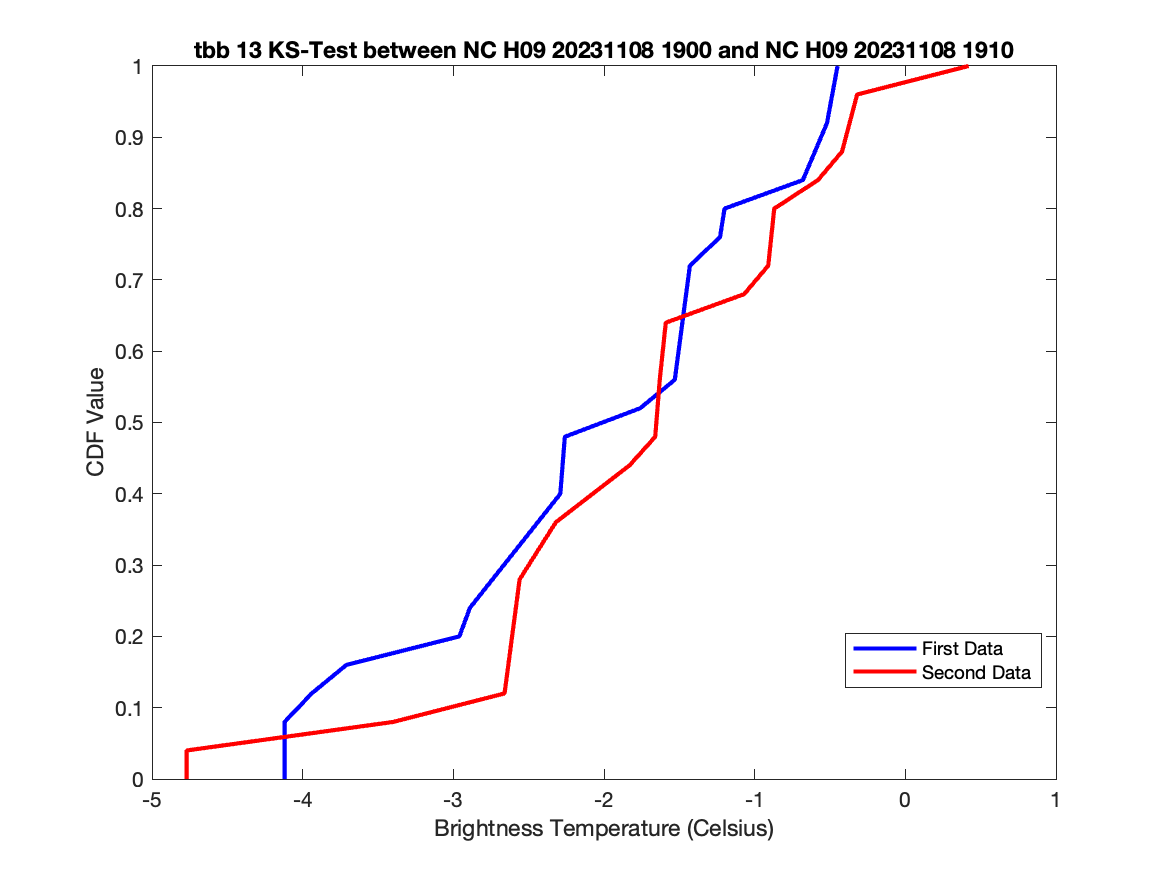 tbb 13 KS-Test between NC H09 20231108 1900 and NC H09 20231108 1910
1
0.9
0.8
0.7
0.6
0.5
0.4
0.3
0.2
0.1
0
CDF Value
First Data
Second Data
-5 -4 -3 -2 -1 0 1
Brightness Temperature (Celsius)